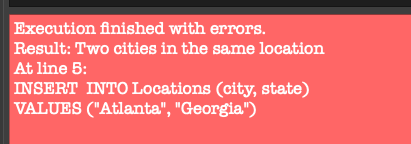 Execution finished with errors.
Result: Two cities in the same location
At line 5:
INSERT  INTO Locations (city, state)
VALUES ("Atlanta", "Georgia")